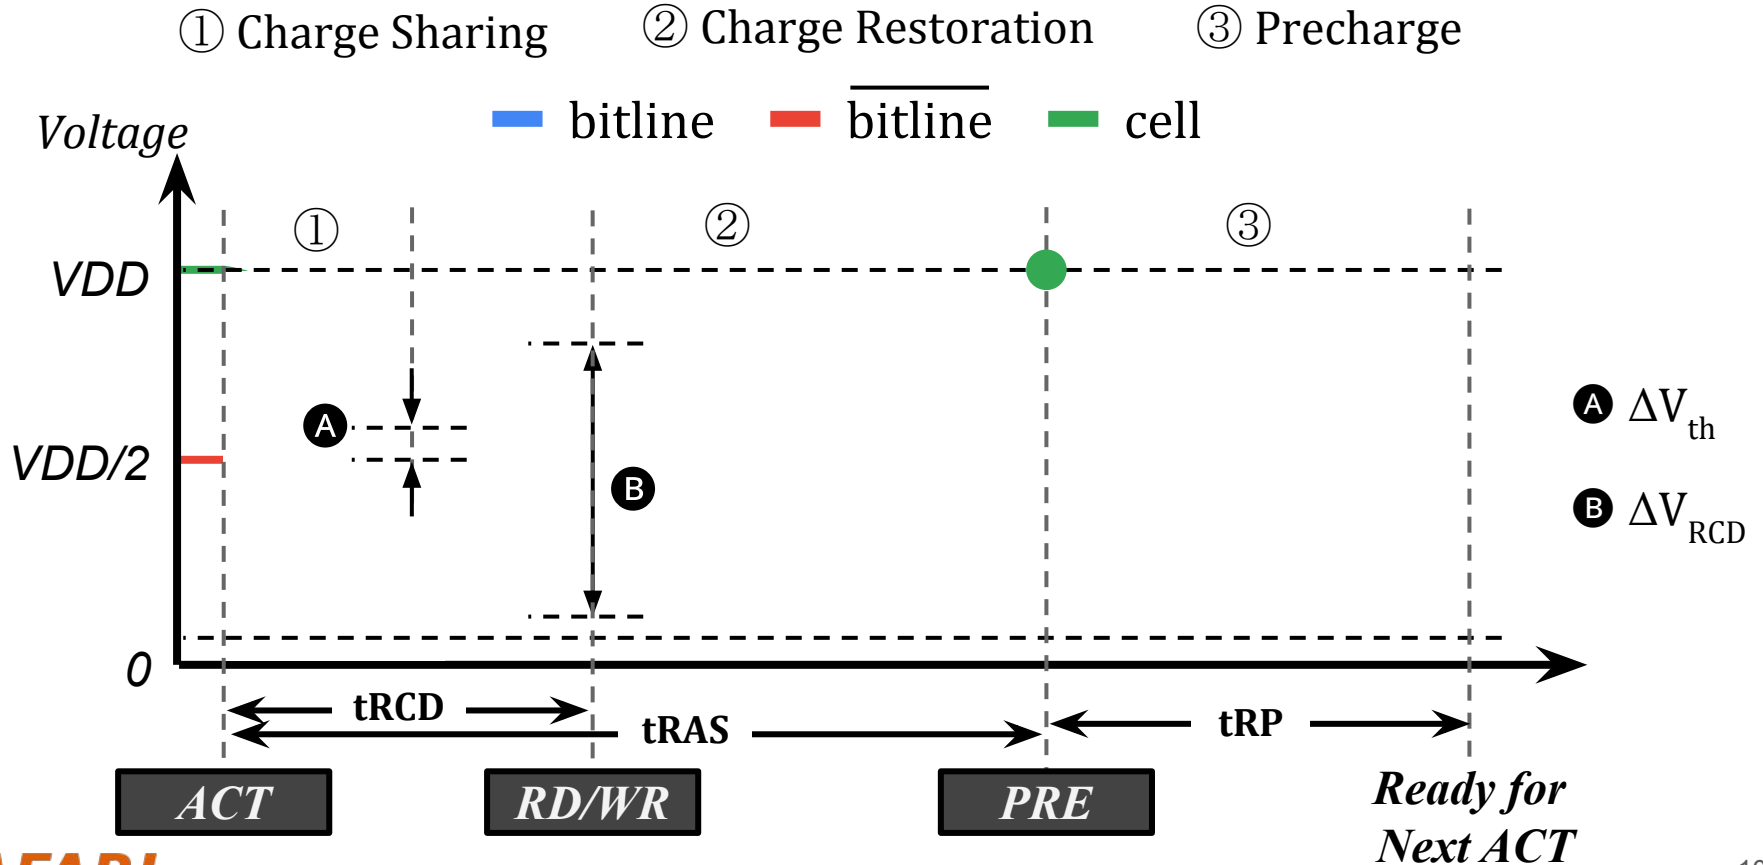 ① Charge Sharing ② Charge Restoration ③ Precharge
bitline bitline cell
Voltage
① ② ③
VDD
A
VDD/2
B
A ΔVth
B ΔVRCD
0
tRCD
tRAS
tRP
ACT RD/WR PRE
Ready for
Next ACT